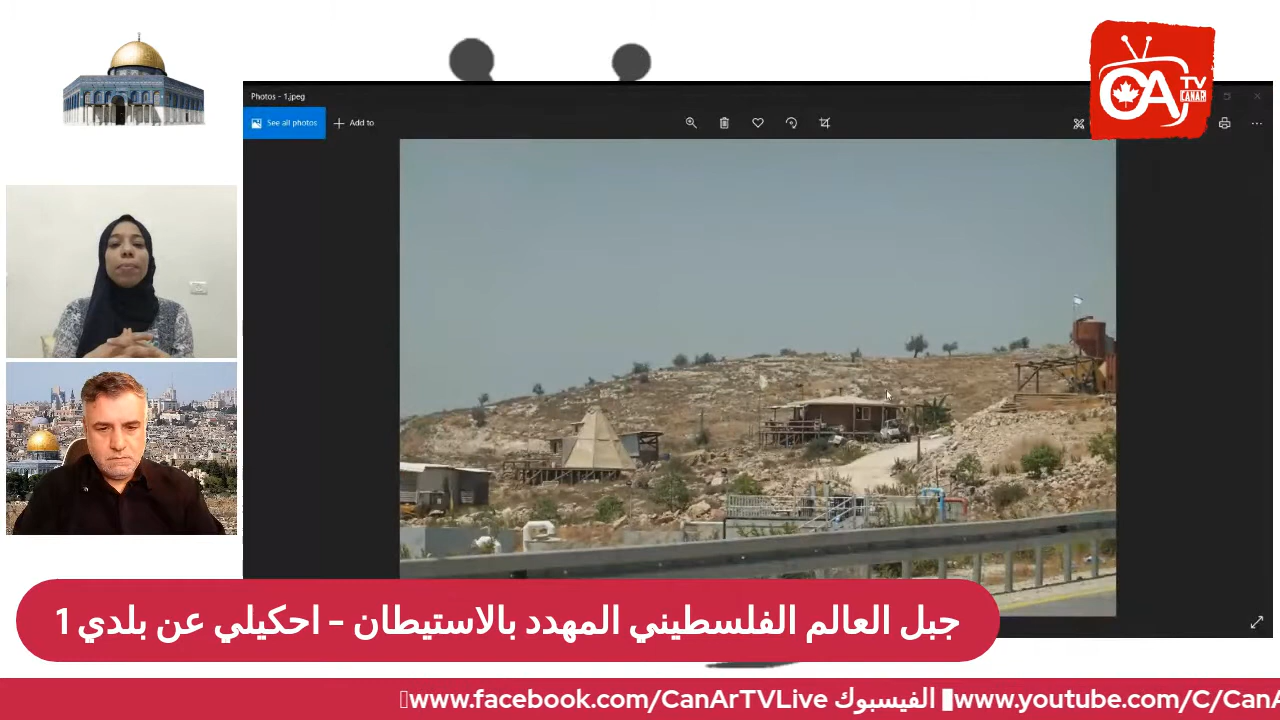 Photos - 1.jpeg
See all photos
Add to
CA TV
CANAR
جبل العالم الفلسطيني المهدد بالاستيطان - احكيلي عن بلدي 1
www.facebook.com/CanArTVLive الفيسبوك www.youtube.com/C/CanA